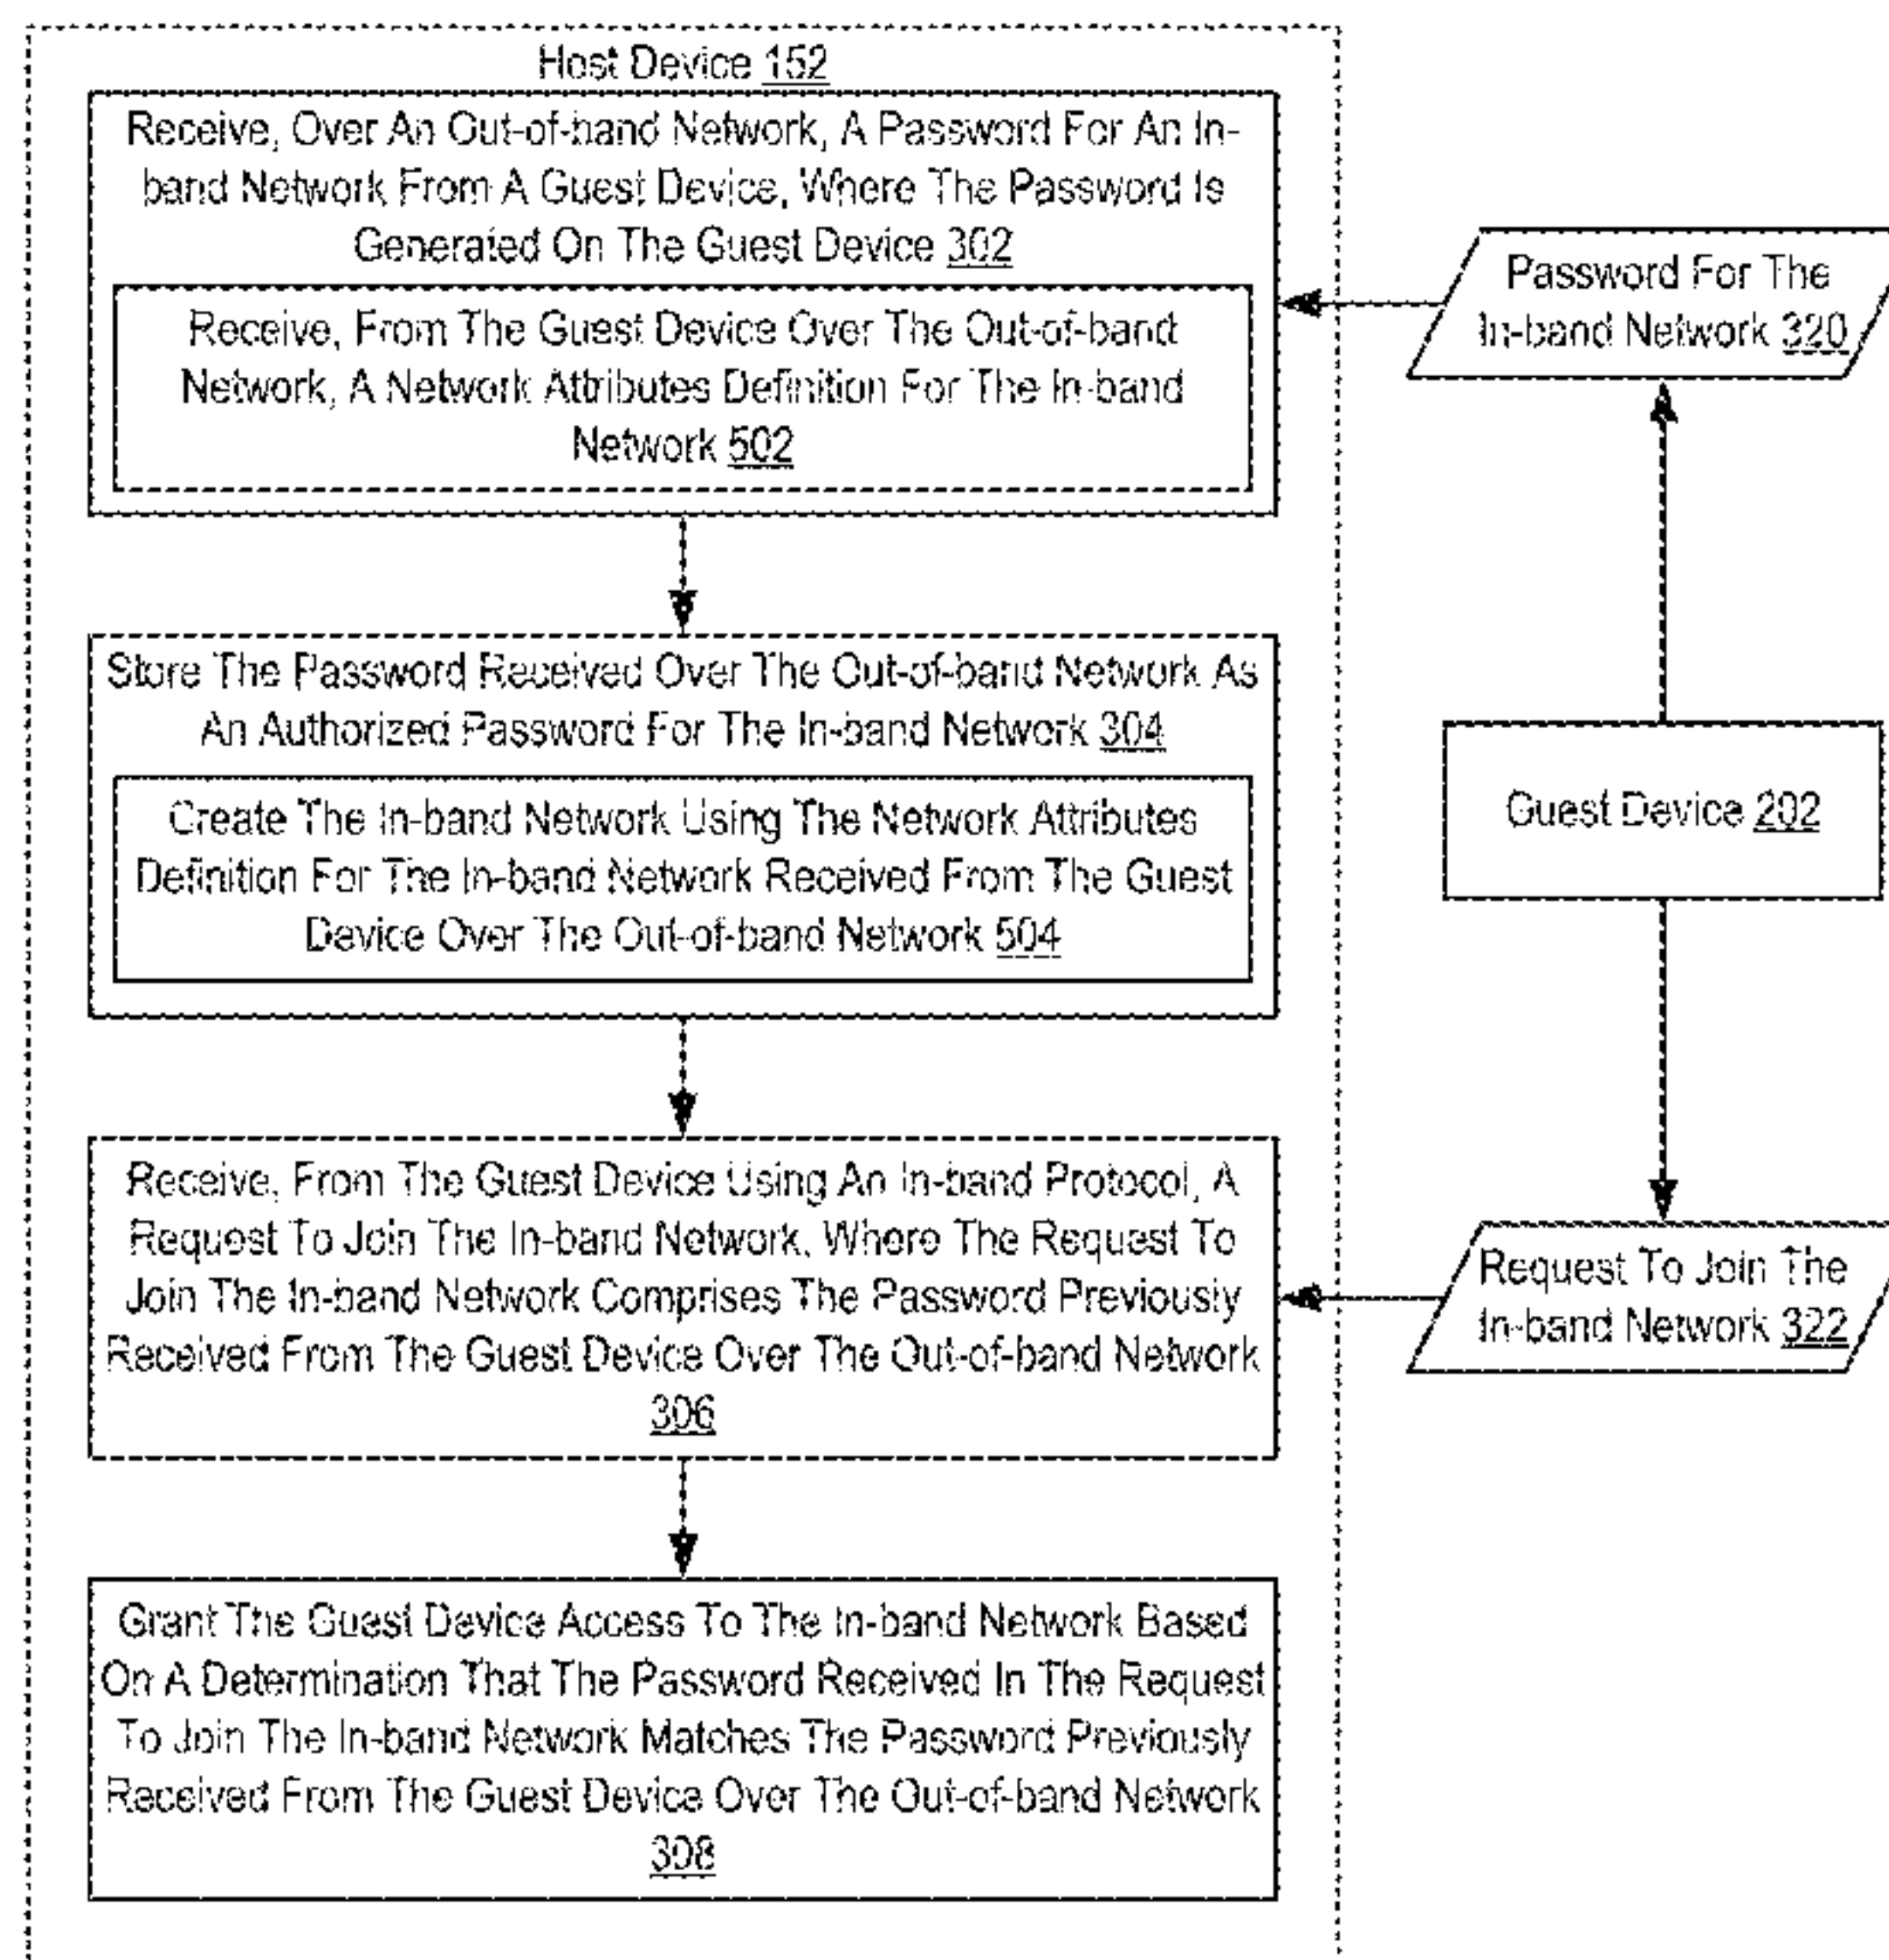 Host Device 152
Receive, Over An Out-of-band Network, A Password For An In-
band Network From A Guest Device, Where The Password Is
Generated On The Guest Device 302
Receive, From The Guest Device Over The Out-of-band
Network, A Network Attributes Definition For The In-band
Network 502
Password For The
In-band Network 320
Store The Password Received Over The Out-of-band Network As
An Authorized Password For The In-band Network 304
Create The In-band Network Using The Network Attributes
Definition For The In-band Network Received From The Guest
Device Over The Out-of-band Network 504
Guest Device 202
Receive, From The Guest Device Using An In-band Protocol, A
Request To Join The In-band Network, Where The Request To
Join The In-band Network Comprises The Password Previously
Received From The Guest Device Over The Out-of-band Network
306
Request To Join The
In-band Network 322
Grant The Guest Device Access To The In-band Network Based
On A Determination That The Password Received In The Request
To Join The In-band Network Matches The Password Previously
Received From The Guest Device Over The Out-of-band Network
308